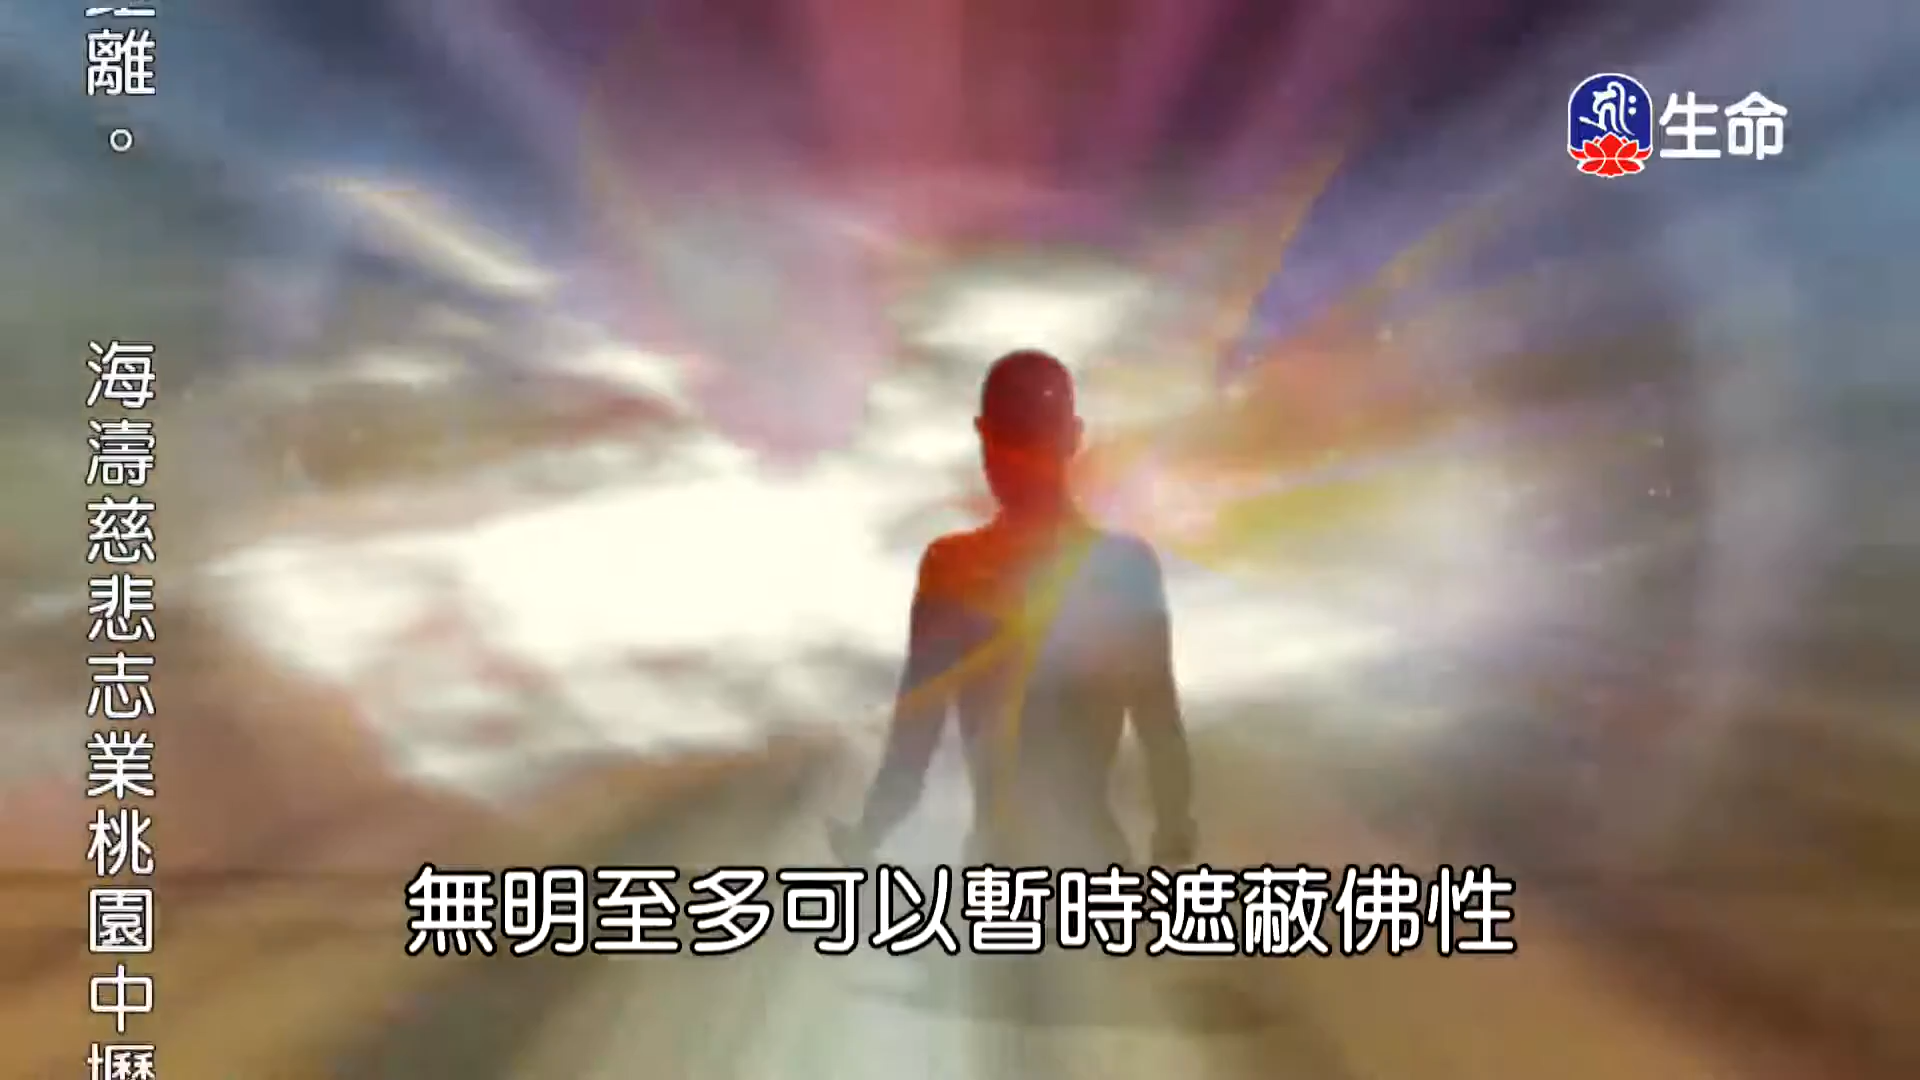 離。
海濤慈悲志業桃園中壢
生命
無明至多可以暫時遮蔽佛性